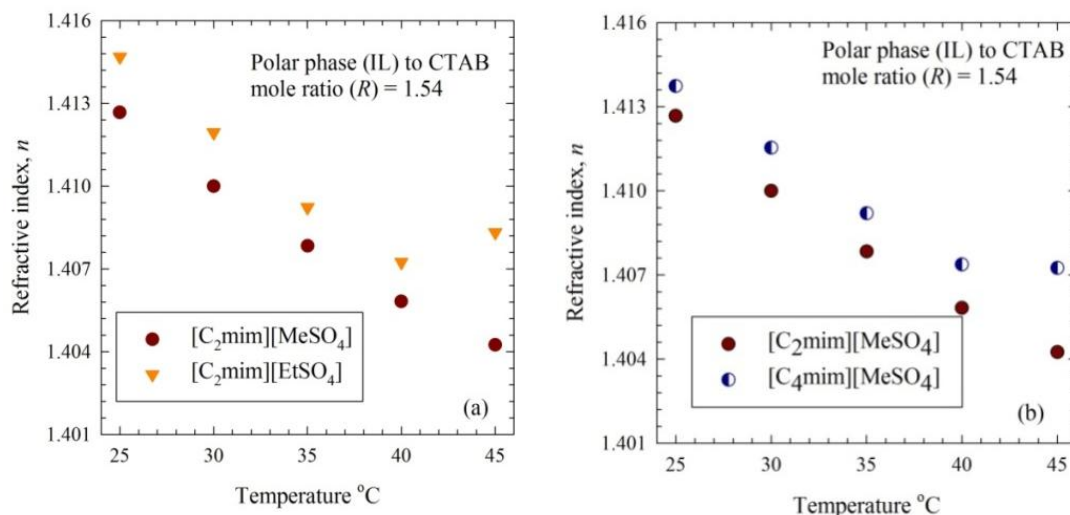 1.416
1.413
1.410
1.407
1.404
1.401
Refractive index, n
Polar phase (IL) to CTAB
mole ratio (R) = 1.54
[C₂mim][MeSO₄]
[C₂mim][EtSO₄]
(a)
25 30 35 40 45
Temperature °C
1.416
1.413
1.410
1.407
1.404
1.401
Refractive index, n
Polar phase (IL) to CTAB
mole ratio (R) = 1.54
[C₂mim][MeSO₄]
[C₄mim][MeSO₄]
(b)
25 30 35 40 45
Temperature °C